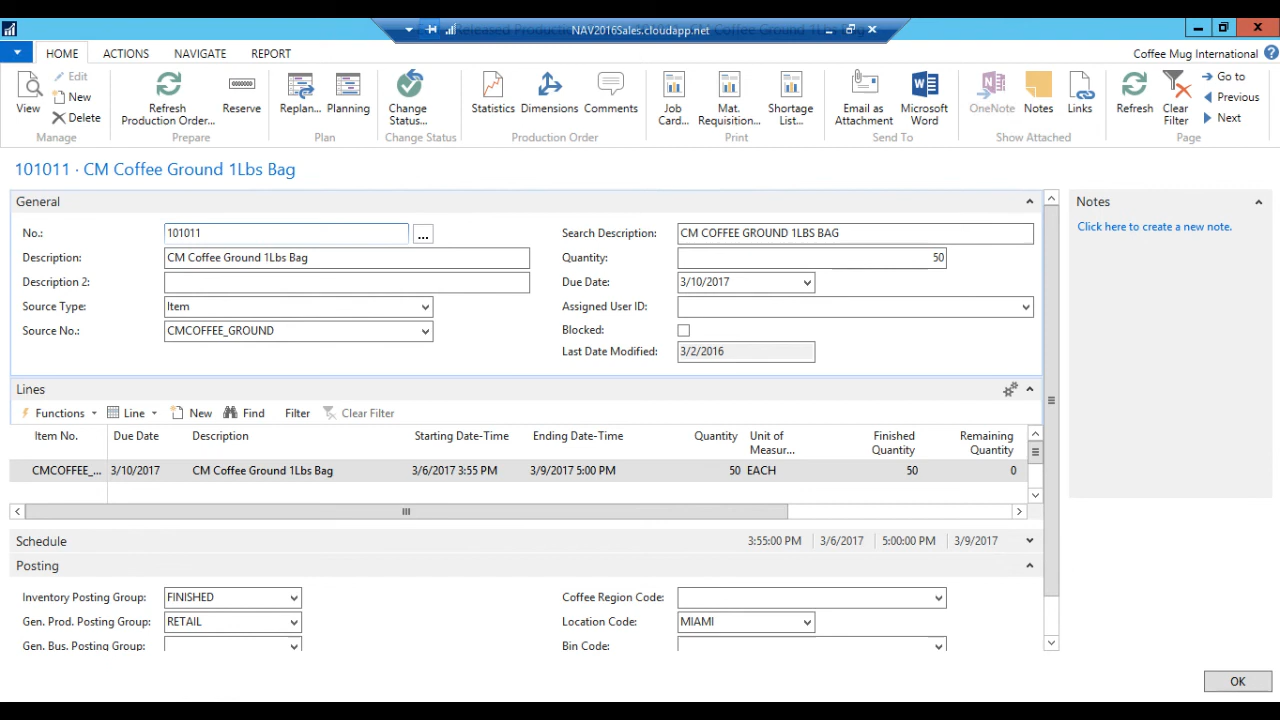 NAV2016Sales.cloudapp.net
HOME ACTIONS NAVIGATE REPORT
Coffee Mug International
View
Edit
New
Delete
Manage
Refresh Production Order...
Reserve
Prepare
Replan...
Planning
Plan
Change Status...
Change Status
Statistics
Dimensions
Comments
Production Order
Job Card...
Mat. Requisition...
Shortage List...
Print
Email as Attachment
Microsoft Word
Send To
OneNote
Notes
Links
Show Attached
Refresh
Clear Filter
Go to
Previous
Next
Page
101011 · CM Coffee Ground 1Lbs Bag
General
No.: 101011 ...
Description: CM Coffee Ground 1Lbs Bag
Description 2:
Source Type: Item
Source No.: CMCOFFEE_GROUND
Search Description: CM COFFEE GROUND 1LBS BAG
Quantity: 50
Due Date: 3/10/2017
Assigned User ID:
Blocked:
Last Date Modified: 3/2/2016
Notes
Click here to create a new note.
Lines
Functions Line New Find Filter Clear Filter
Item No. Due Date Description Starting Date-Time Ending Date-Time Quantity Unit of Measur... Finished Quantity Remaining Quantity
CMCOFFEE_... 3/10/2017 CM Coffee Ground 1Lbs Bag 3/6/2017 3:55 PM 3/9/2017 5:00 PM 50 EACH 50 0
Schedule 3:55:00 PM 3/6/2017 5:00:00 PM 3/9/2017
Posting
Inventory Posting Group: FINISHED
Gen. Prod. Posting Group: RETAIL
Gen. Bus. Posting Group:
Coffee Region Code:
Location Code: MIAMI
Bin Code:
OK